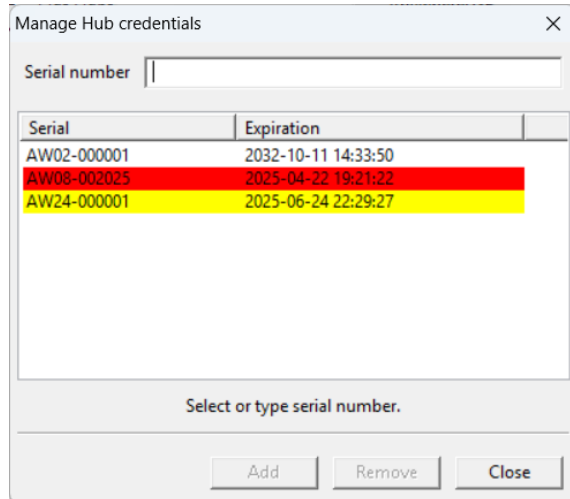 Manage Hub credentials
Serial number
Serial Expiration
AW02-000001 2032-10-11 14:33:50
AW08-002025 2025-04-22 19:21:22
AW24-000001 2025-06-24 22:29:27
Select or type serial number.
Add Remove Close